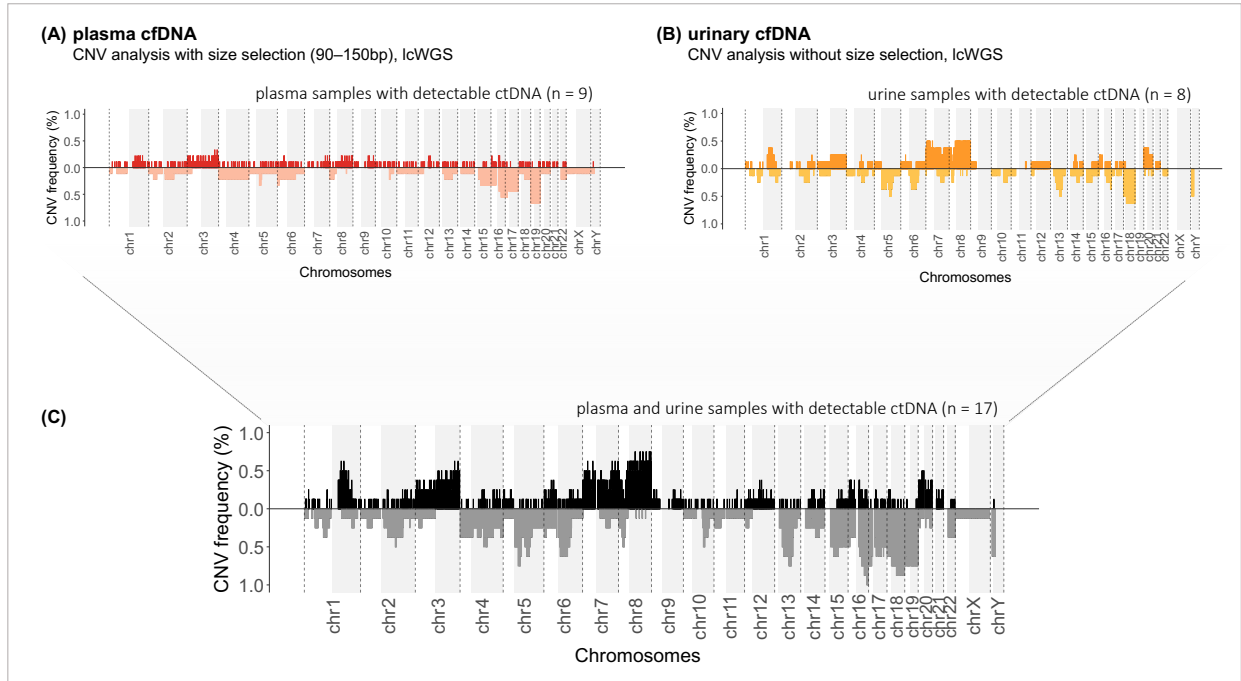 (A) plasma cfDNA
CNV analysis with size selection (90–150bp), lcWGS
plasma samples with detectable ctDNA (n = 9)
CNV frequency (%)
1.0
0.5
0.0
0.5
1.0
chr1
chr2
chr3
chr4
chr5
chr6
chr7
chr8
chr9
chr10
chr11
chr12
chr13
chr14
chr15
chr16
chr17
chr18
chr19
chr20
chr21
chr22
chrX
chrY
Chromosomes
(B) urinary cfDNA
CNV analysis without size selection, lcWGS
urine samples with detectable ctDNA (n = 8)
CNV frequency (%)
1.0
0.5
0.0
0.5
1.0
chr1
chr2
chr3
chr4
chr5
chr6
chr7
chr8
chr9
chr10
chr11
chr12
chr13
chr14
chr15
chr16
chr17
chr18
chr19
chr20
chr21
chr22
chrX
chrY
Chromosomes
(C)
plasma and urine samples with detectable ctDNA (n = 17)
CNV frequency (%)
1.0
0.5
0.0
0.5
1.0
chr1
chr2
chr3
chr4
chr5
chr6
chr7
chr8
chr9
chr10
chr11
chr12
chr13
chr14
chr15
chr16
chr17
chr18
chr19
chr20
chr21
chr22
chrX
chrY
Chromosomes